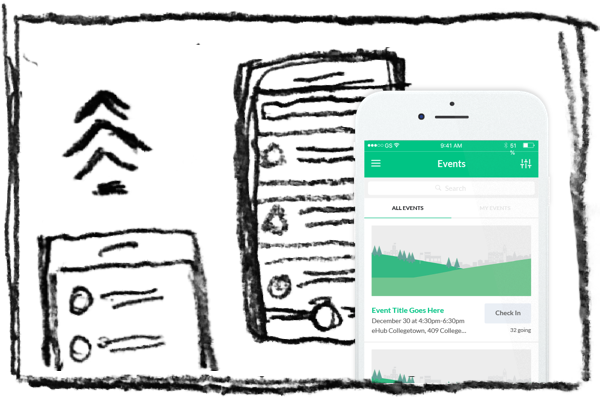 GS 9:41 AM 51 %
Events
Search
ALL EVENTS MY EVENTS
Event Title Goes Here
December 30 at 4:30pm-6:30pm
eHub Collegetown, 409 College...
Check In
32 going